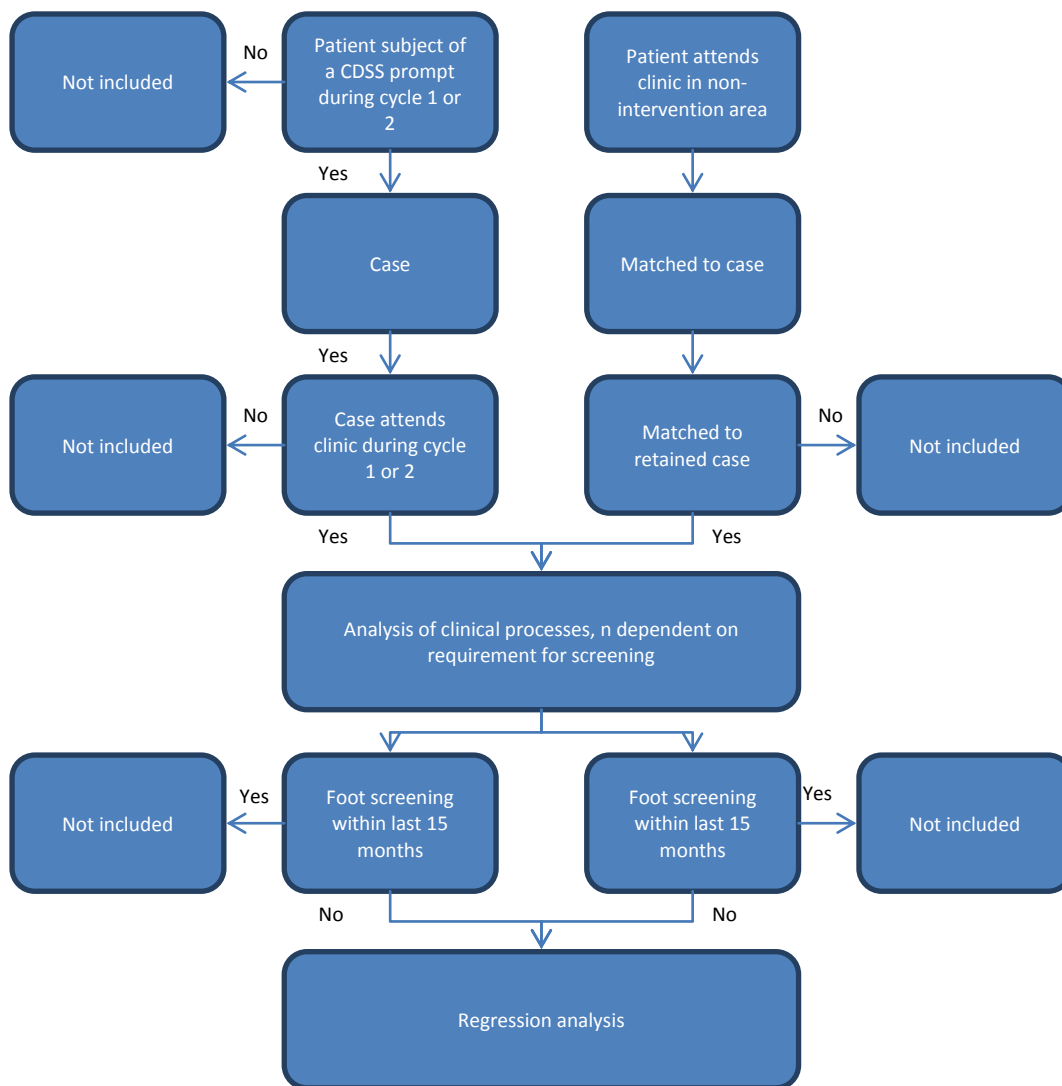 Not included
No
Patient subject of
a CDSS prompt
during cycle 1 or
2
Patient attends
clinic in non-
intervention area
Yes
Case
Matched to case
Yes
Not included
No
Case attends
clinic during cycle
1 or 2
Matched to
retained case
No
Not included
Yes
Yes
Analysis of clinical processes, n dependent on
requirement for screening
Not included
Yes
Foot screening
within last 15
months
Foot screening
within last 15
months
Yes
Not included
No
No
Regression analysis